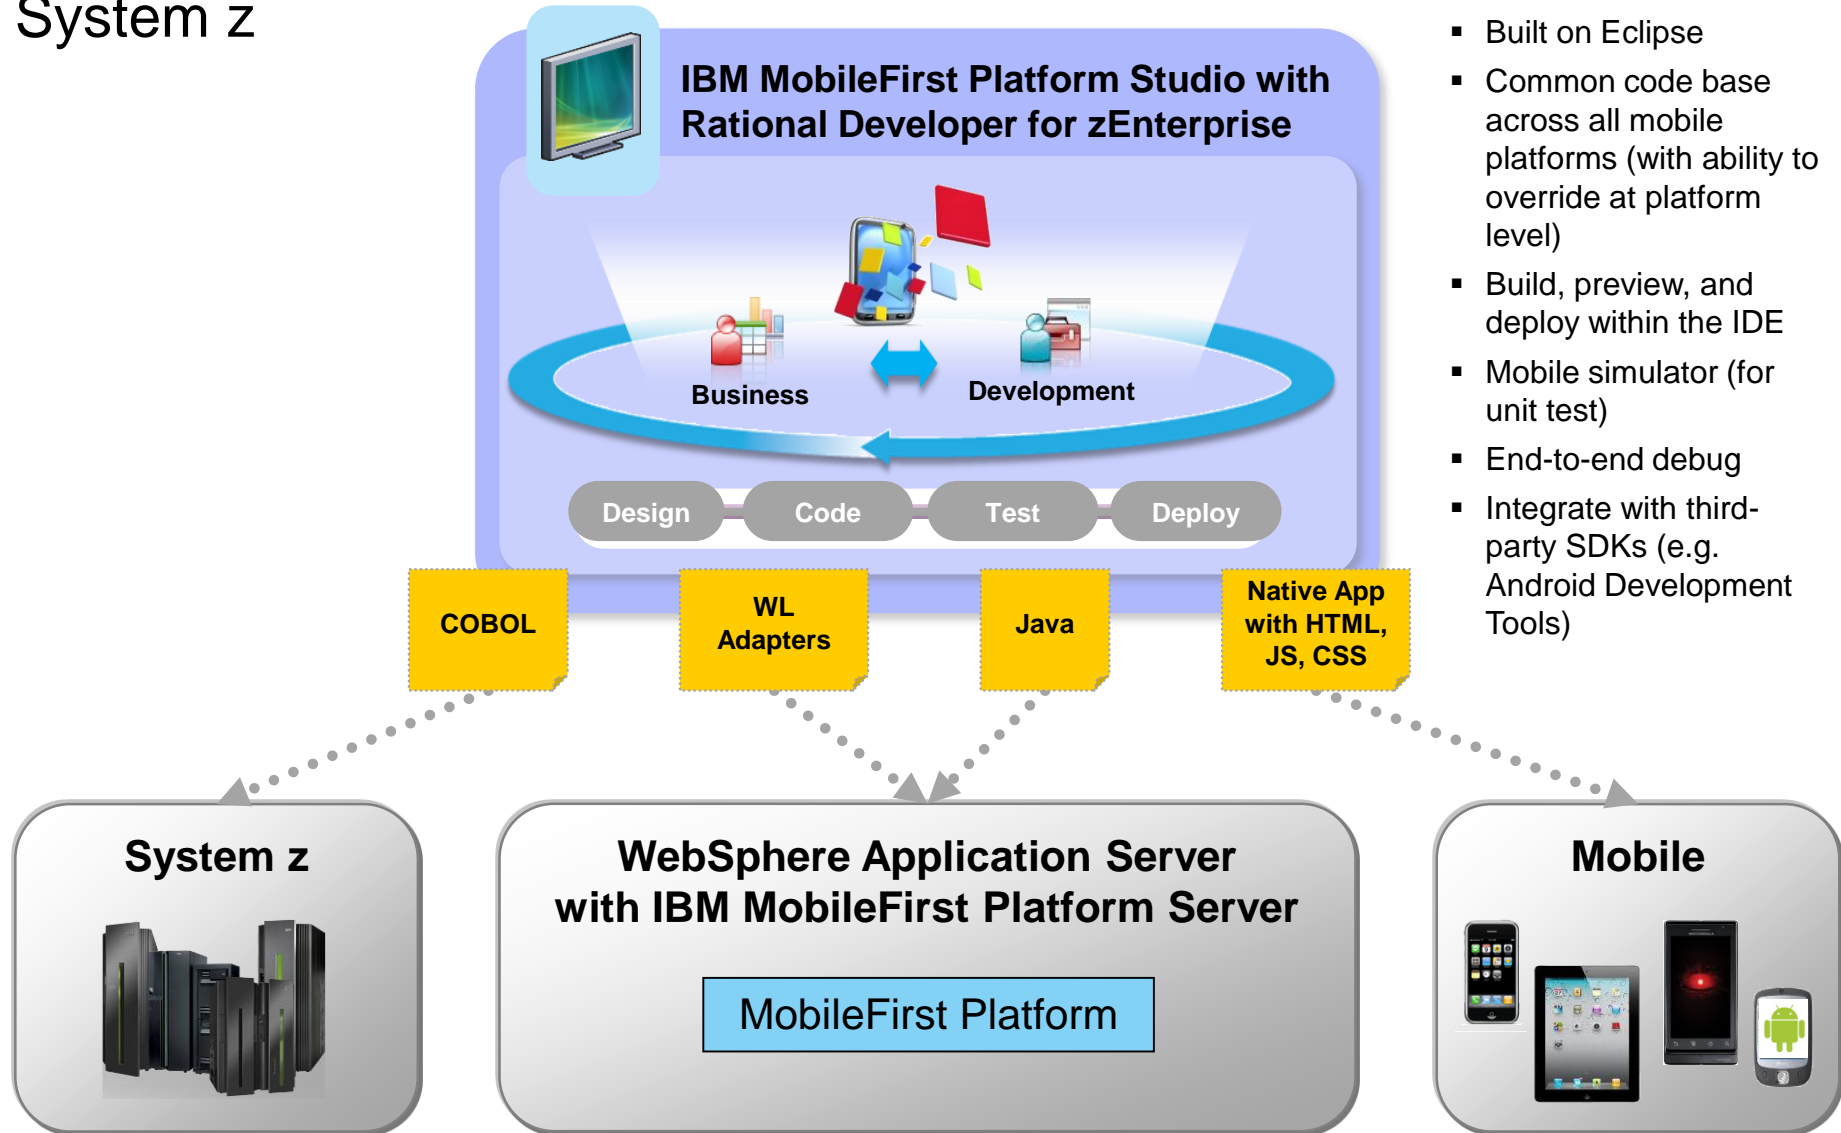 System z
IBM MobileFirst Platform Studio with
Rational Developer for zEnterprise
Business
Development
Design
Code
Test
Deploy
COBOL
WL
Adapters
Java
Native App
with HTML,
JS, CSS
▪ Built on Eclipse
▪ Common code base
across all mobile
platforms (with ability to
override at platform
level)
▪ Build, preview, and
deploy within the IDE
▪ Mobile simulator (for
unit test)
▪ End-to-end debug
▪ Integrate with third-
party SDKs (e.g.
Android Development
Tools)
System z
WebSphere Application Server
with IBM MobileFirst Platform Server
MobileFirst Platform
Mobile